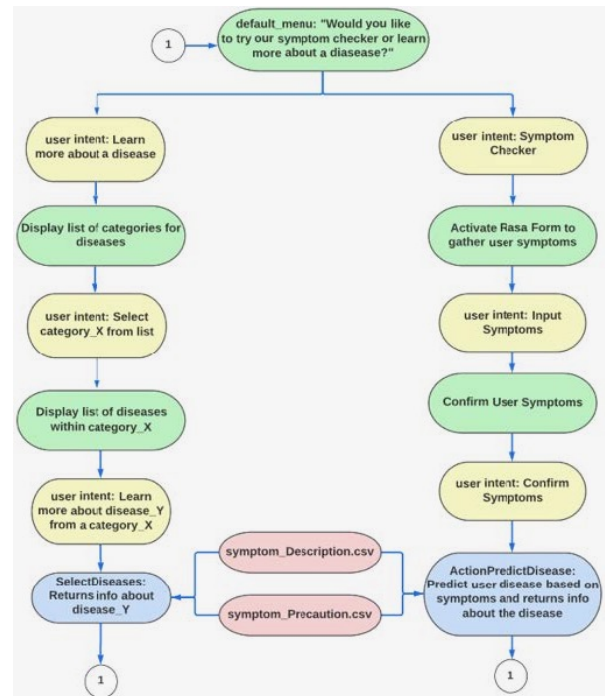 default_menu: "Would you like
to try our symptom checker or learn
more about a diasease?"
1
user intent: Learn
more about a disease
user intent: Symptom
Checker
Display list of categories for
diseases
Activate Rasa Form to
gather user symptoms
user intent: Select
category_X from list
user intent: Input
Symptoms
Display list of diseases
within category_X
Confirm User Symptoms
user intent: Learn
more about disease_Y
from a category_X
user intent: Confirm
Symptoms
symptom_Description.csv
SelectDiseases:
Returns info about
disease_Y
symptom_Precaution.csv
ActionPredictDisease:
Predict user disease based on
symptoms and returns info
about the disease
1
1